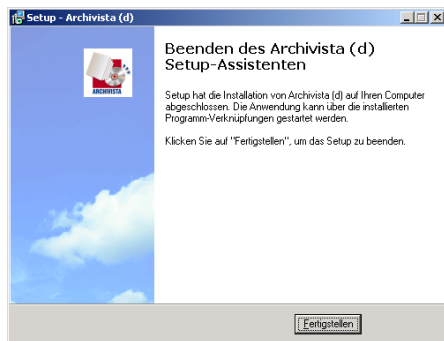 Setup - Archivista (d)
ARCHIVISTA
Beenden des Archivista (d)
Setup-Assistenten
Setup hat die Installation von Archivista (d) auf Ihren Computer
abgeschlossen. Die Anwendung kann über die installierten
Programm-Verknüpfungen gestartet werden.
Klicken Sie auf "Fertigstellen", um das Setup zu beenden.
Fertigstellen